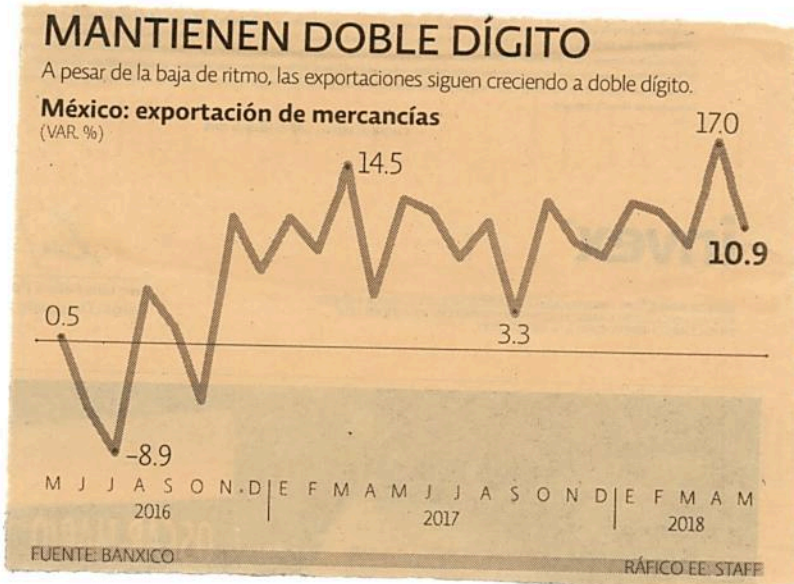 MANTIENEN DOBLE DÍGITO
A pesar de la baja de ritmo, las exportaciones siguen creciendo a doble dígito.
México: exportación de mercancías
(VAR. %)
17.0
14.5
10.9
0.5
3.3
-8.9
M J J A S O N D E F M A M J J A S O N D E F M A M
2016 2017 2018
FUENTE: BANXICO
RÁFICO EE: STAFF